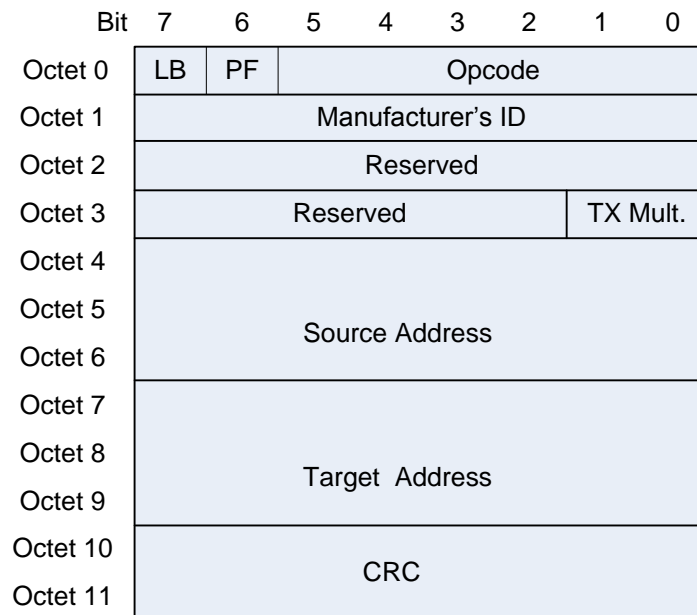 Bit 7 6 5 4 3 2 1 0
Octet 0 LB PF Opcode
Octet 1 Manufacturer's ID
Octet 2 Reserved
Octet 3 Reserved TX Mult.
Octet 4
Octet 5
Source Address
Octet 6
Octet 7
Octet 8
Target Address
Octet 9
Octet 10
CRC
Octet 11